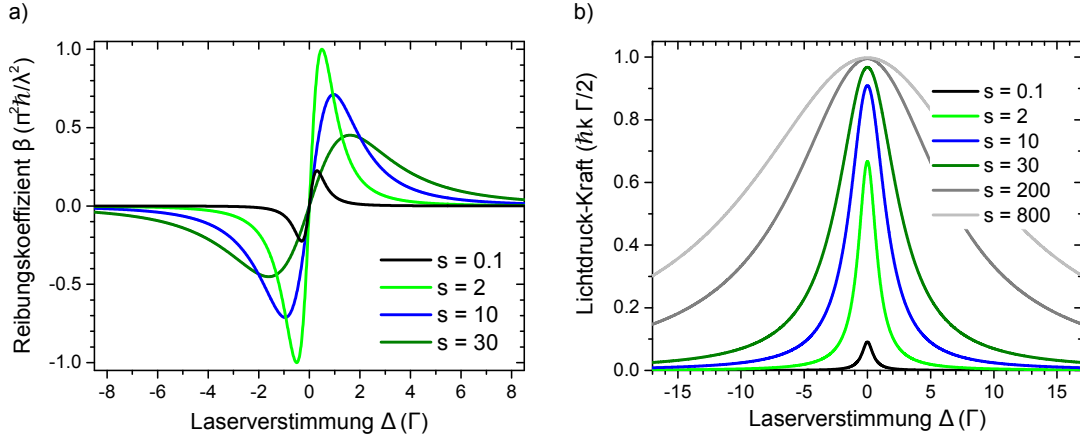 a)
Reibungskoeffizient β (π²ħ/λ²)
1.0
0.5
0.0
-0.5
-1.0
-8
-6
-4
-2
0
2
4
6
8
Laserverstimmung Δ (Γ)
s = 0.1
s = 2
s = 10
s = 30
b)
Lichtdruck-Kraft (ħk Γ/2)
1.0
0.8
0.6
0.4
0.2
0.0
-15
-10
-5
0
5
10
15
Laserverstimmung Δ (Γ)
s = 0.1
s = 2
s = 10
s = 30
s = 200
s = 800